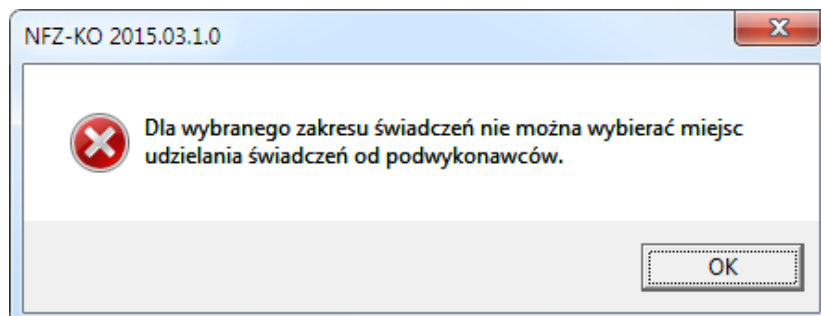 NFZ-KO 2015.03.1.0
Dla wybranego zakresu świadczeń nie można wybierać miejsc
udzielania świadczeń od podwykonawców.
OK